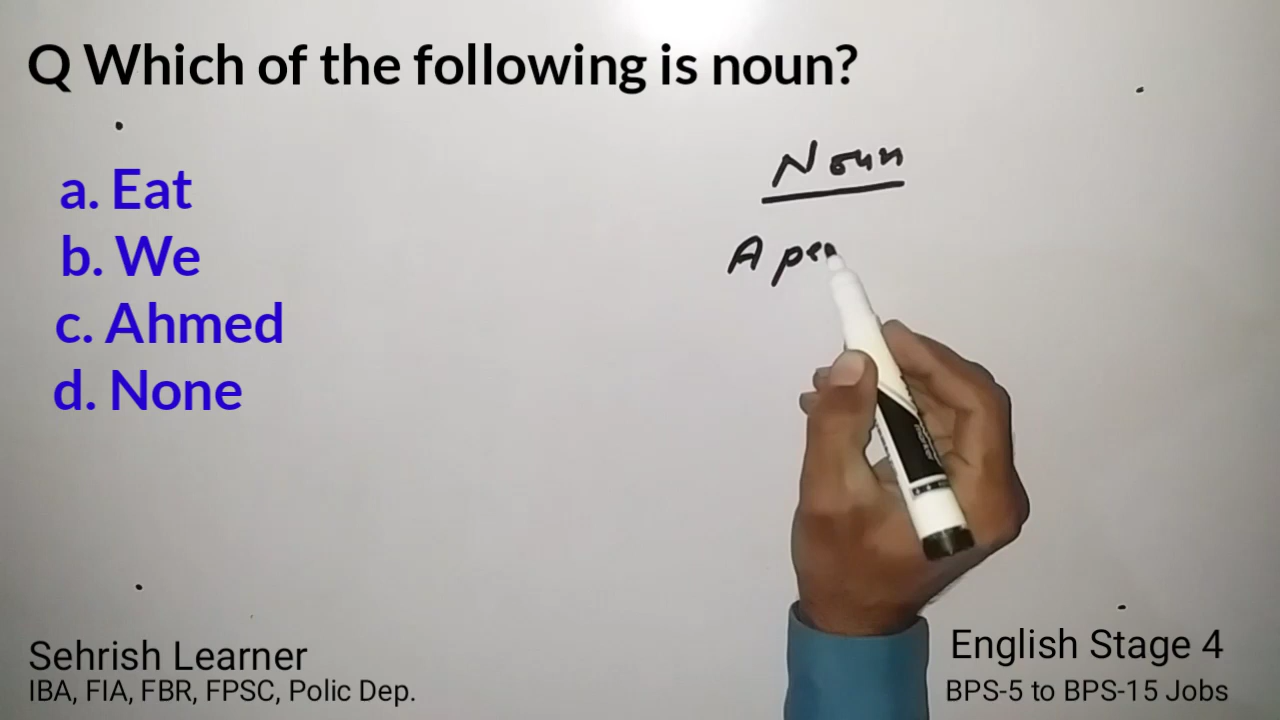 Q Which of the following is noun?
a. Eat
b. We
c. Ahmed
d. None
Noun
A per
Sehrish Learner
IBA, FIA, FBR, FPSC, Polic Dep.
English Stage 4
BPS-5 to BPS-15 Jobs